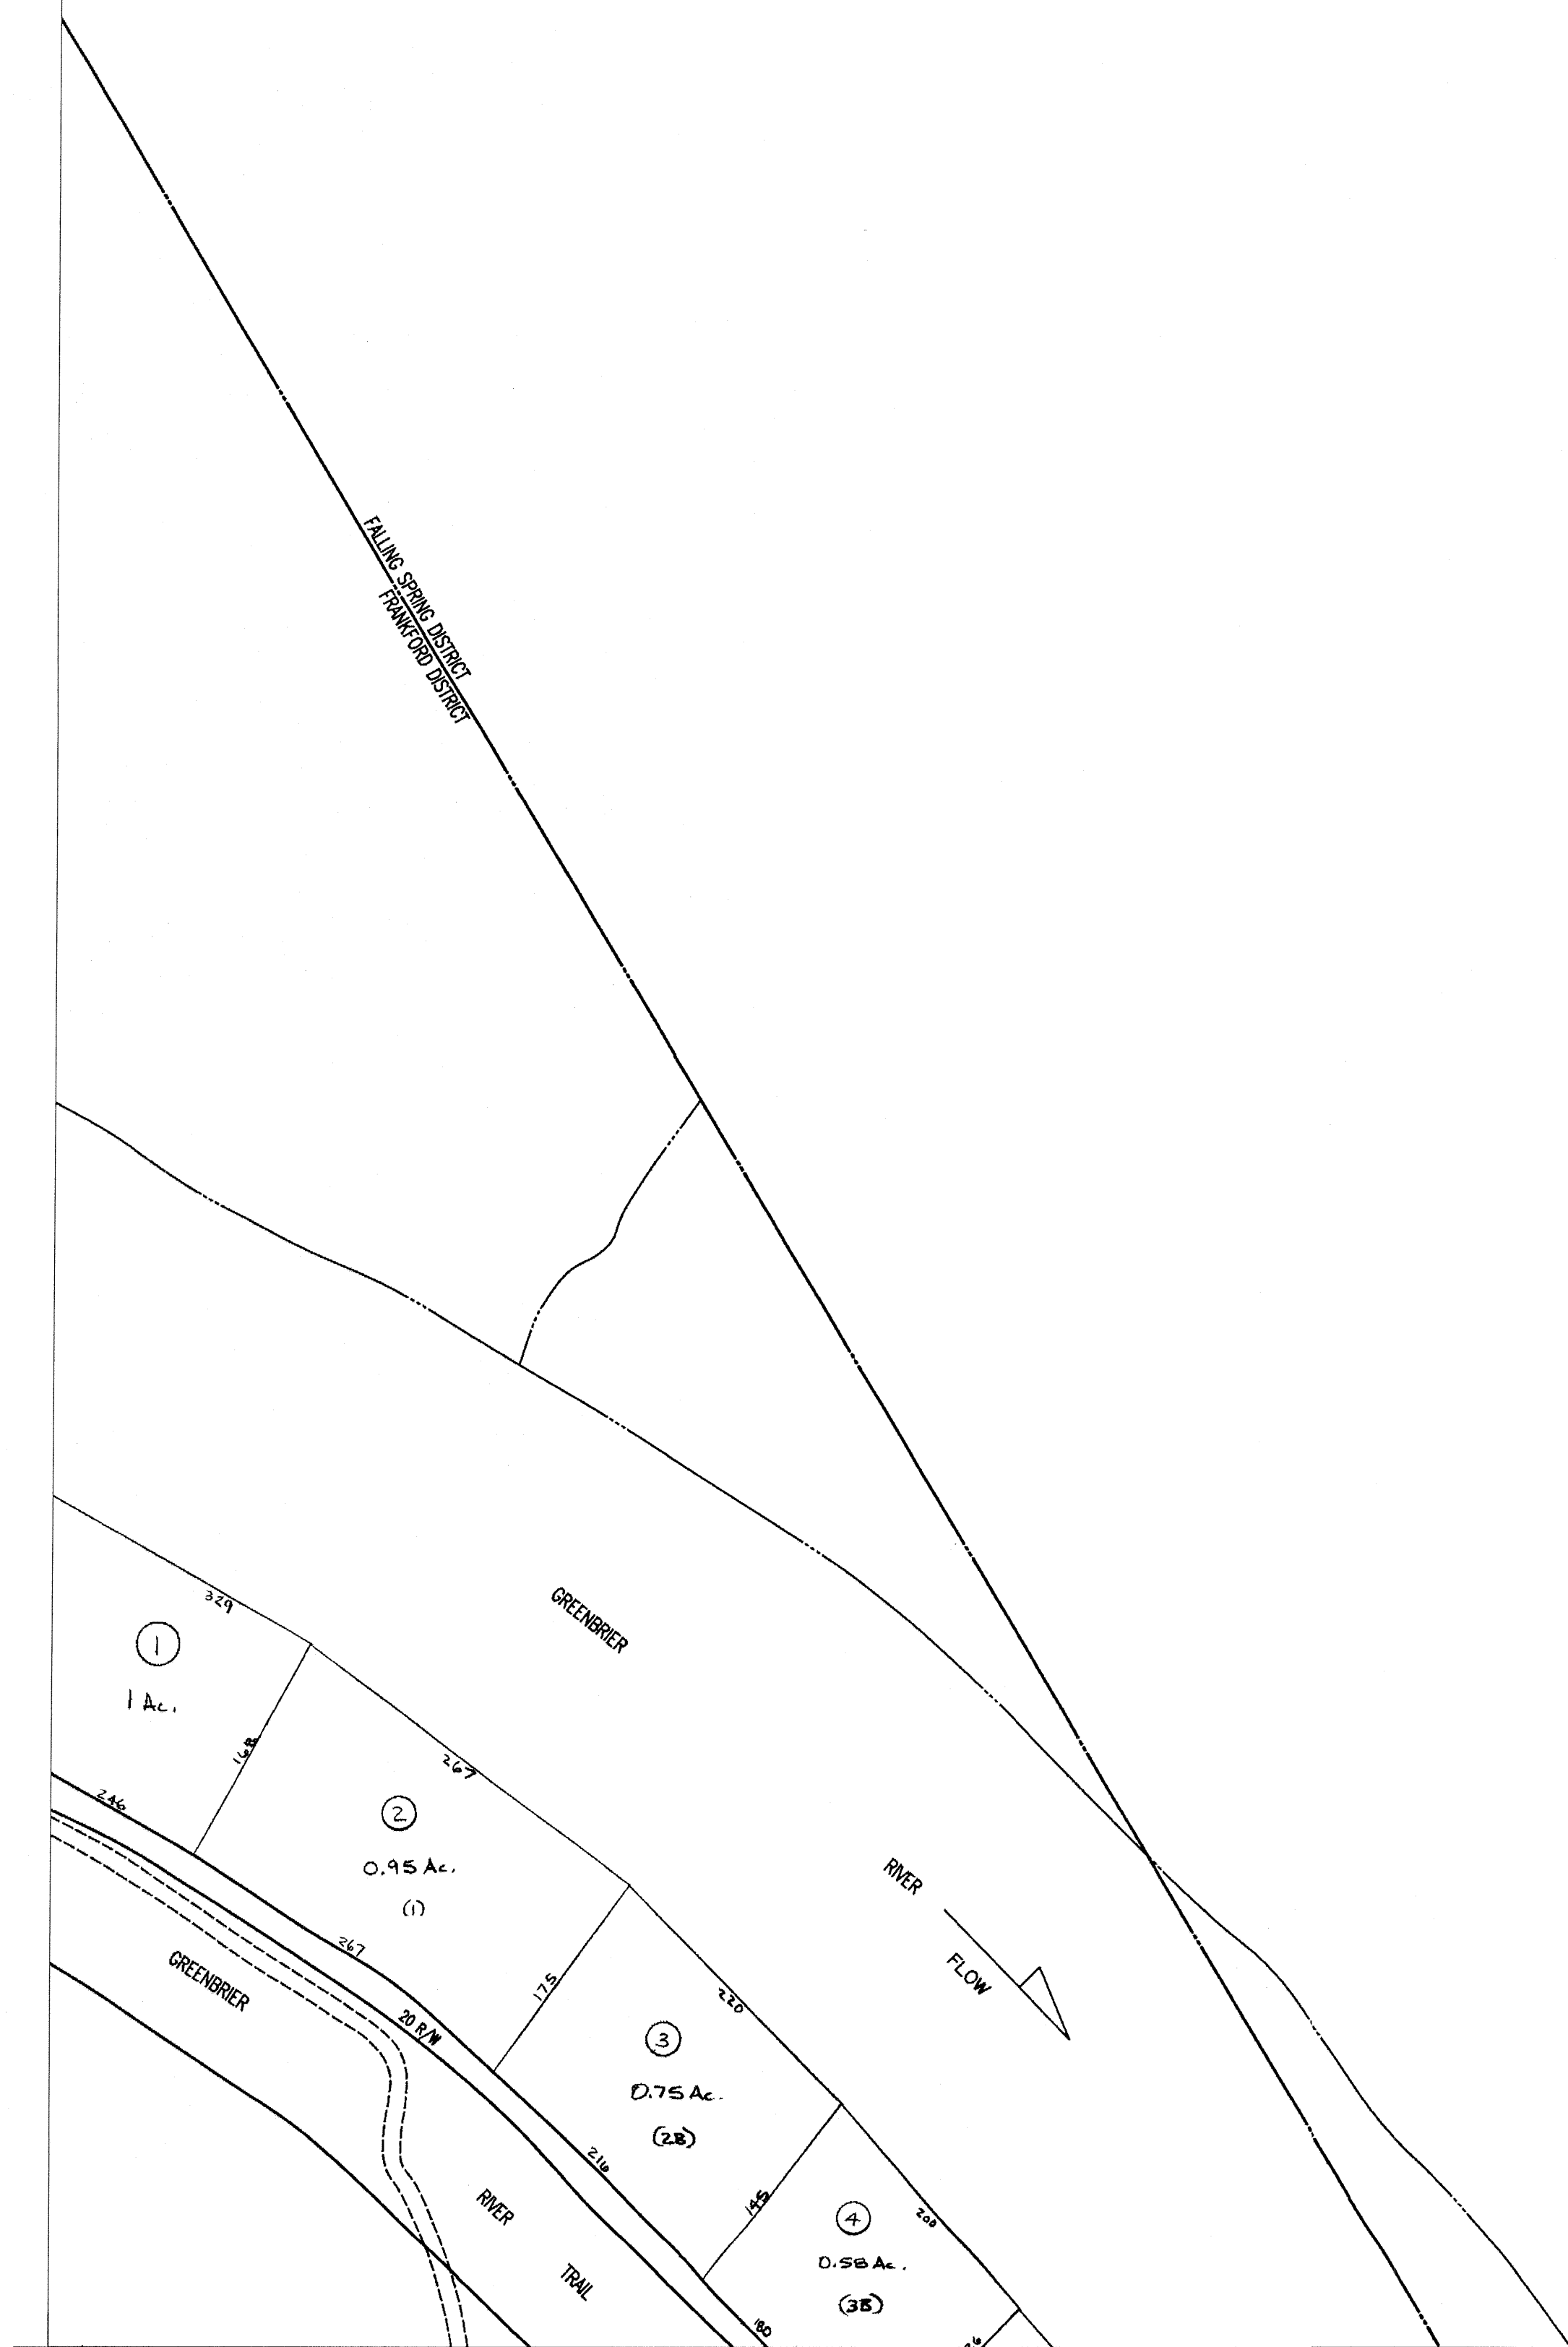 FALLING SPRING DISTRICT
FRANKFORD DISTRICT
GREENBRIER
RIVER
FLOW
329
1
1 Ac.
168
246
267
2
0.95 Ac.
(1)
267
175
220
3
0.75 Ac.
(2B)
216
145
200
4
0.58 Ac.
(3B)
180
20 R/W
GREENBRIER
RIVER
TRAIL